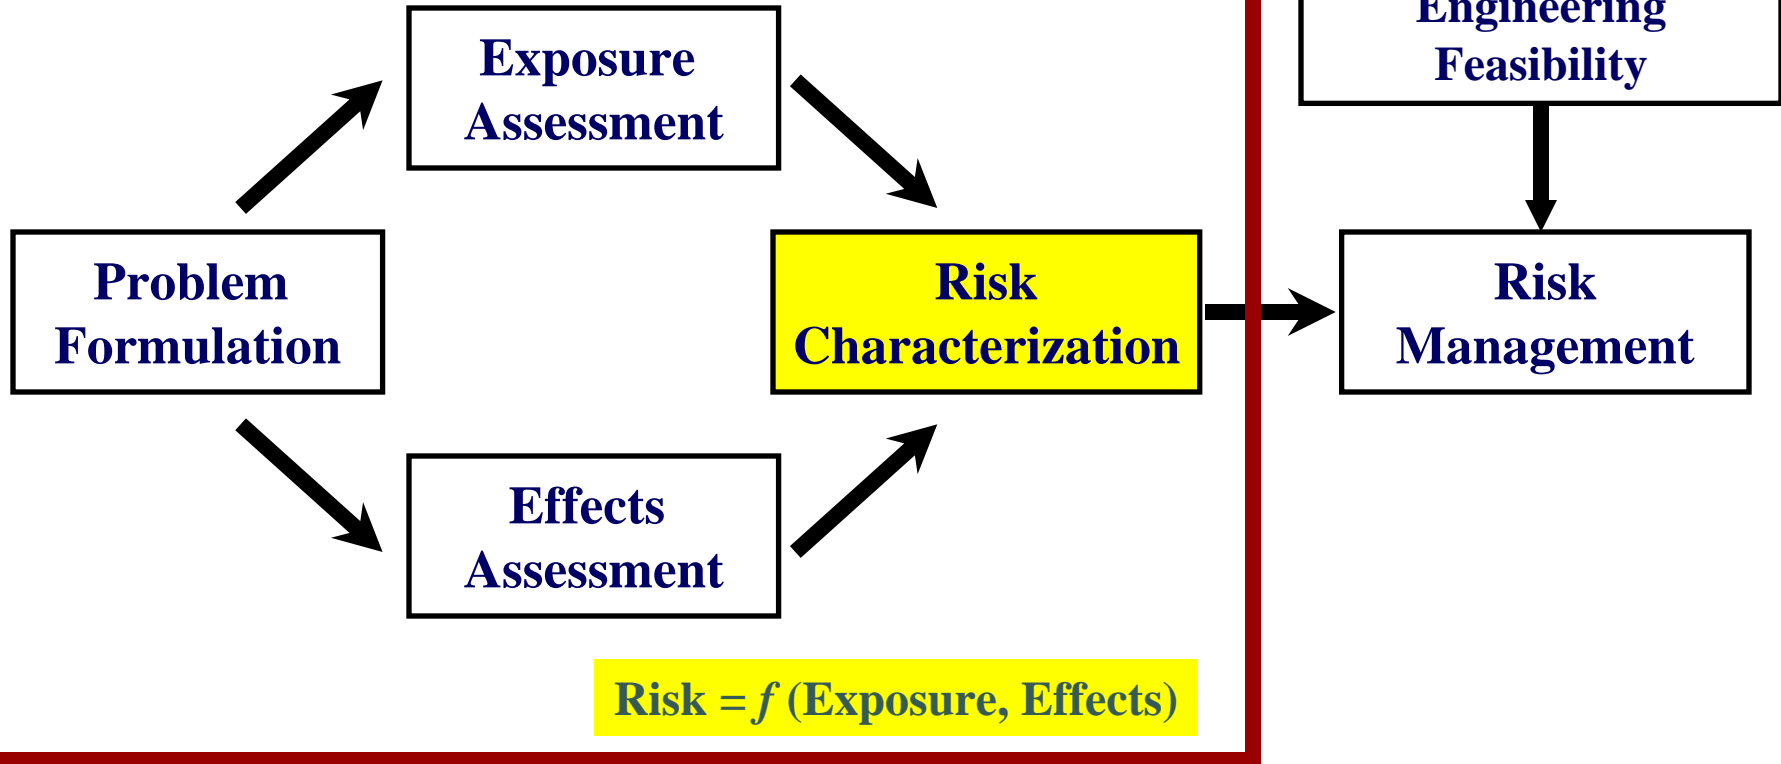 Exposure
Assessment
Engineering
Feasibility
Problem
Formulation
Risk
Characterization
Risk
Management
Effects
Assessment
Risk = f (Exposure, Effects)